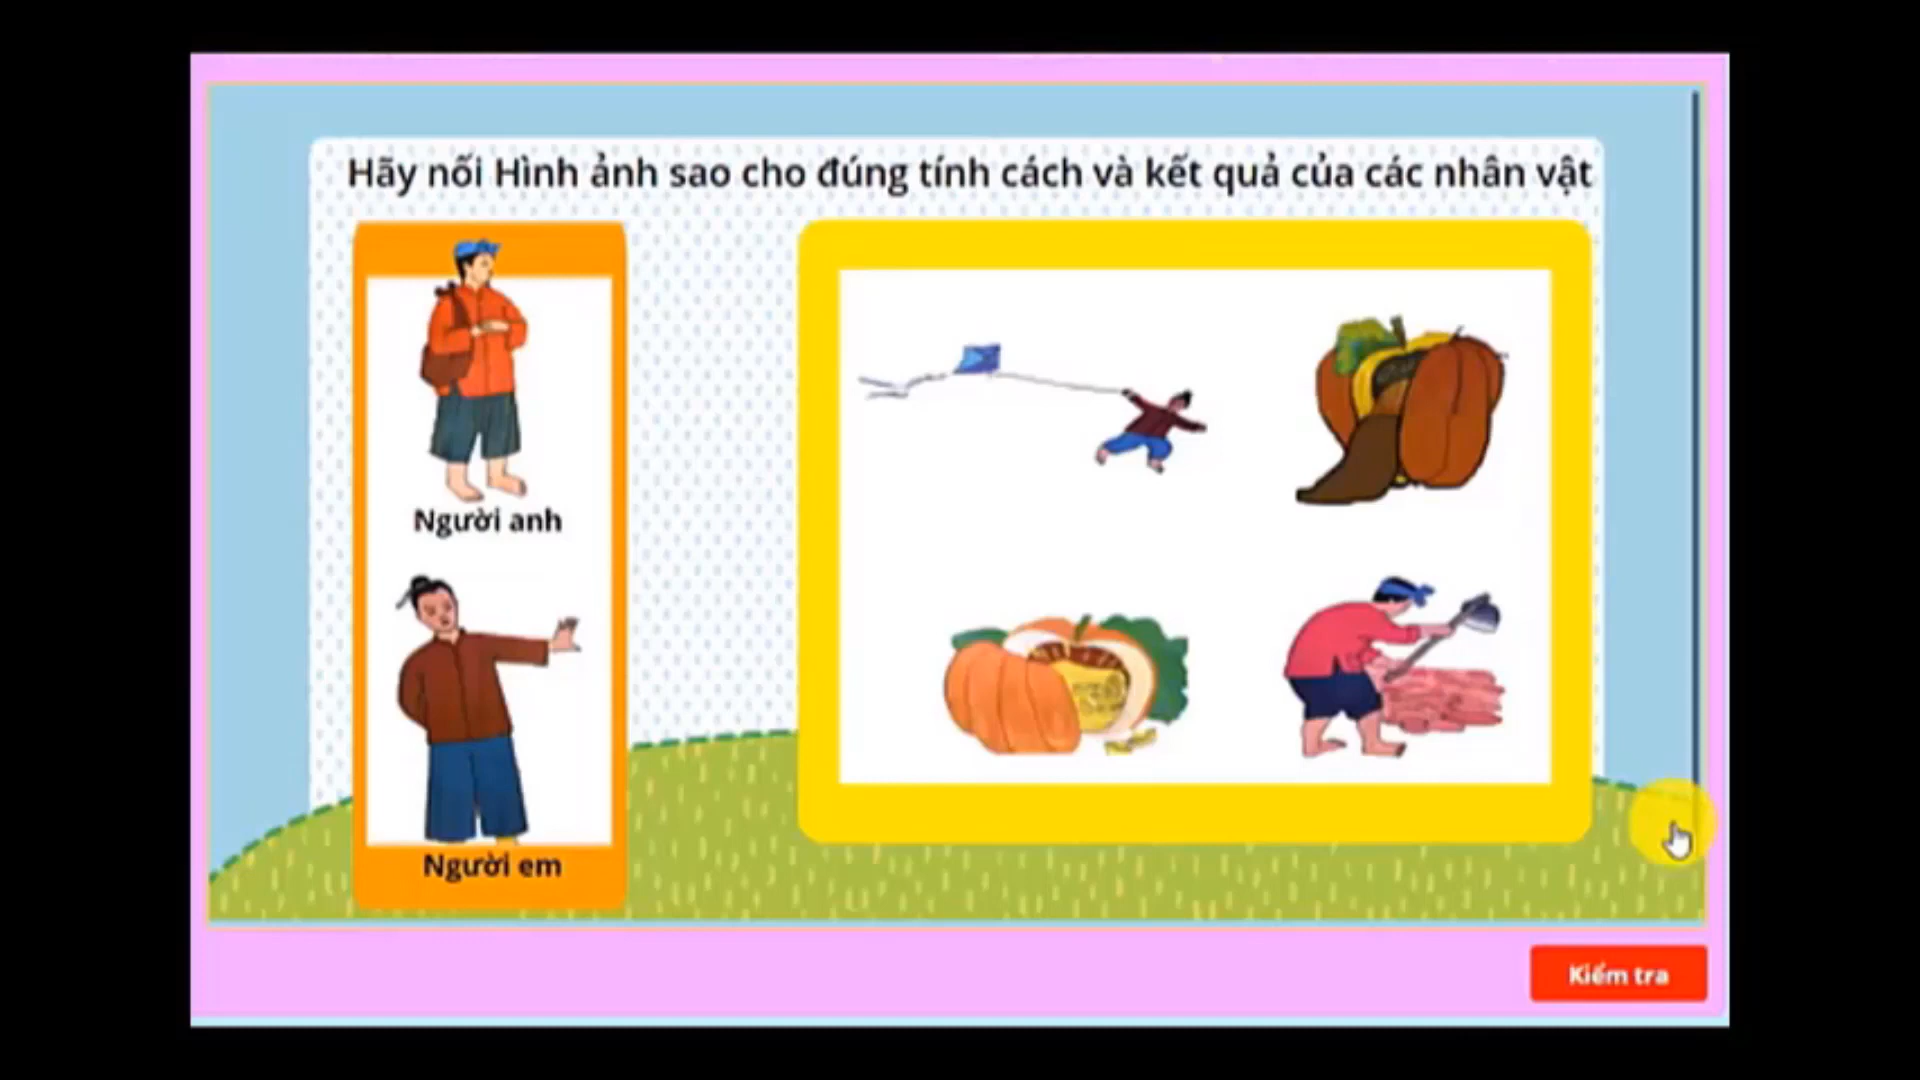 Hãy nối Hình ảnh sao cho đúng tính cách và kết quả của các nhân vật
Người anh
Người em
Kiểm tra